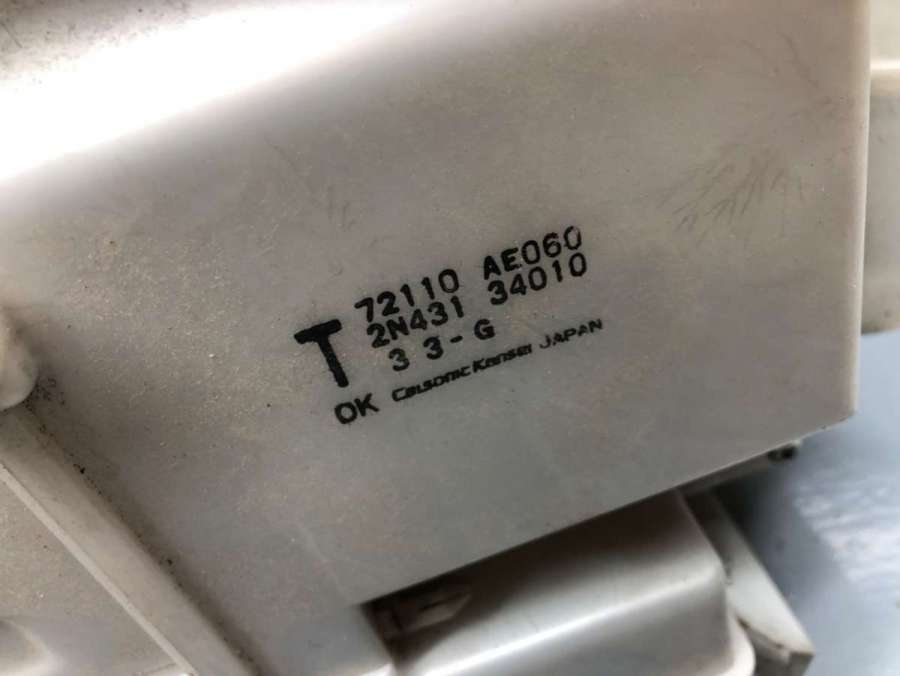 72110 AE060
2N431 34010
T 3 3-G
OK Calsonic Kansei JAPAN